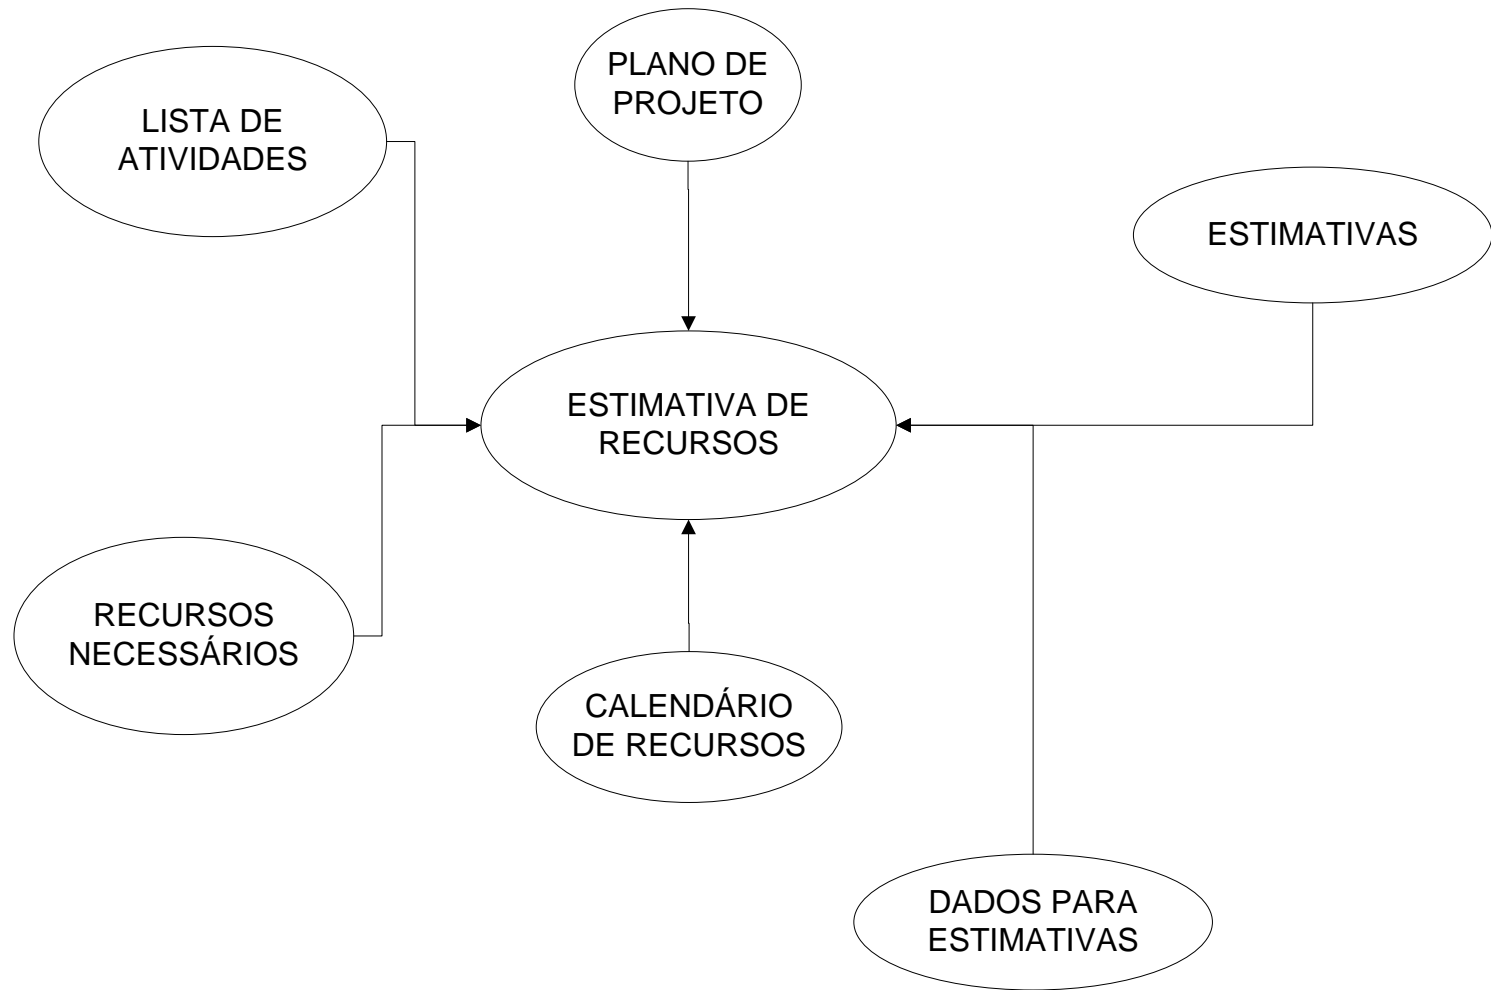 PLANO DE
PROJETO
LISTA DE
ATIVIDADES
ESTIMATIVAS
ESTIMATIVA DE
RECURSOS
RECURSOS
NECESSÁRIOS
CALENDÁRIO
DE RECURSOS
DADOS PARA
ESTIMATIVAS